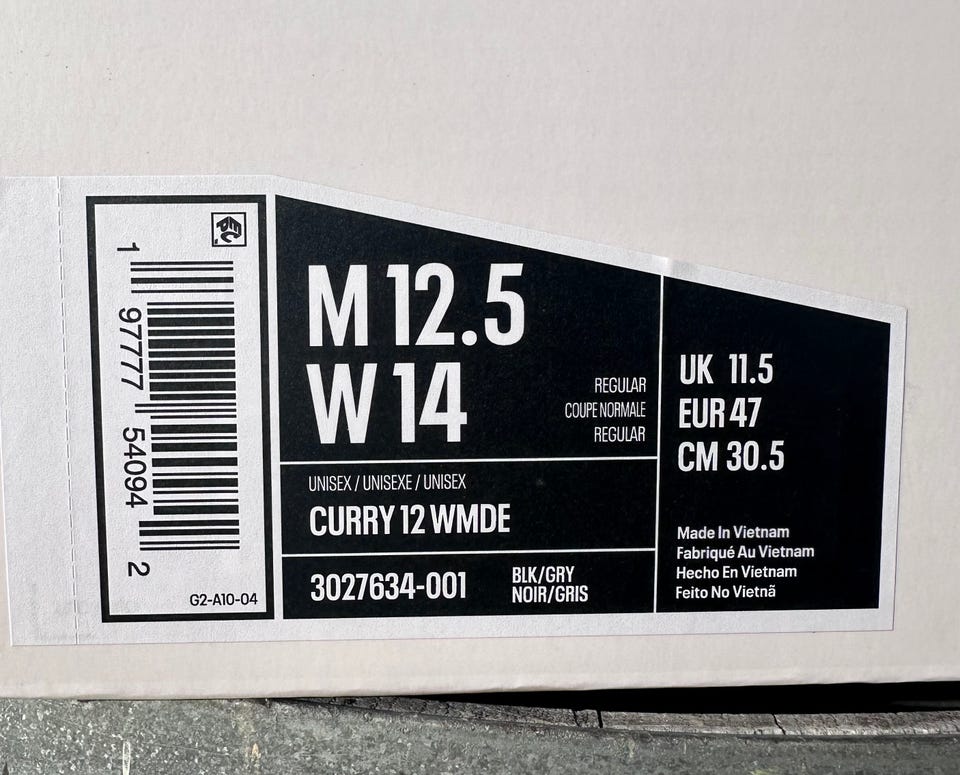 1 97777 54094 2
G2-A10-04
M 12.5
W 14
REGULAR
COUPE NORMALE
REGULAR
UNISEX / UNISEXE / UNISEX
CURRY 12 WMDE
3027634-001
BLK/GRY
NOIR/GRIS
UK 11.5
EUR 47
CM 30.5
Made In Vietnam
Fabriqué Au Vietnam
Hecho En Vietnam
Feito No Vietnã